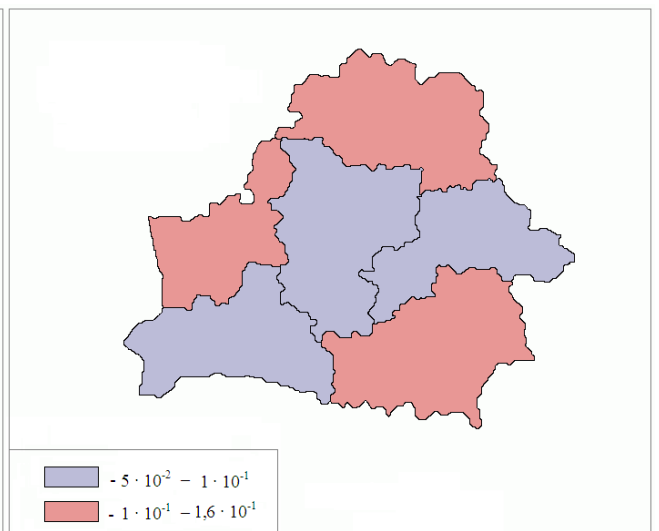 - 5 · 10⁻² – 1 · 10⁻¹
- 1 · 10⁻¹ – 1,6 · 10⁻¹